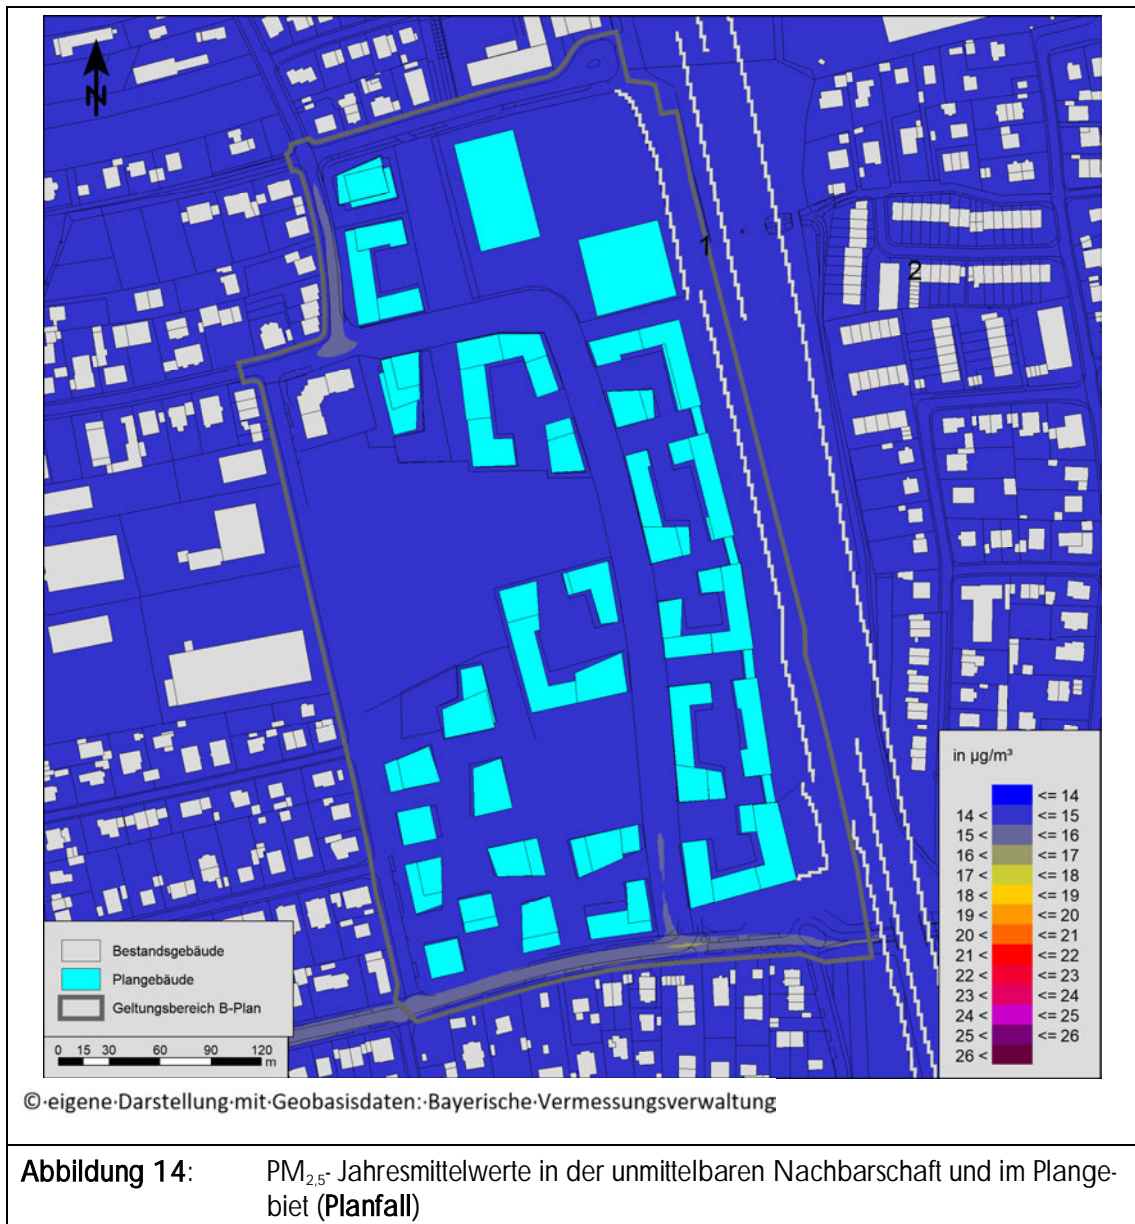 N
1
2
in µg/m³
<= 14
14 < <= 15
15 < <= 16
16 < <= 17
17 < <= 18
18 < <= 19
19 < <= 20
20 < <= 21
21 < <= 22
22 < <= 23
23 < <= 24
24 < <= 25
25 < <= 26
26 <
Bestandsgebäude
Plangebäude
Geltungsbereich B-Plan
0 15 30 60 90 120
m
©·eigene·Darstellung·mit·Geobasisdaten:·Bayerische·Vermessungsverwaltung
Abbildung 14: PM2,5- Jahresmittelwerte in der unmittelbaren Nachbarschaft und im Plange-
biet (Planfall)